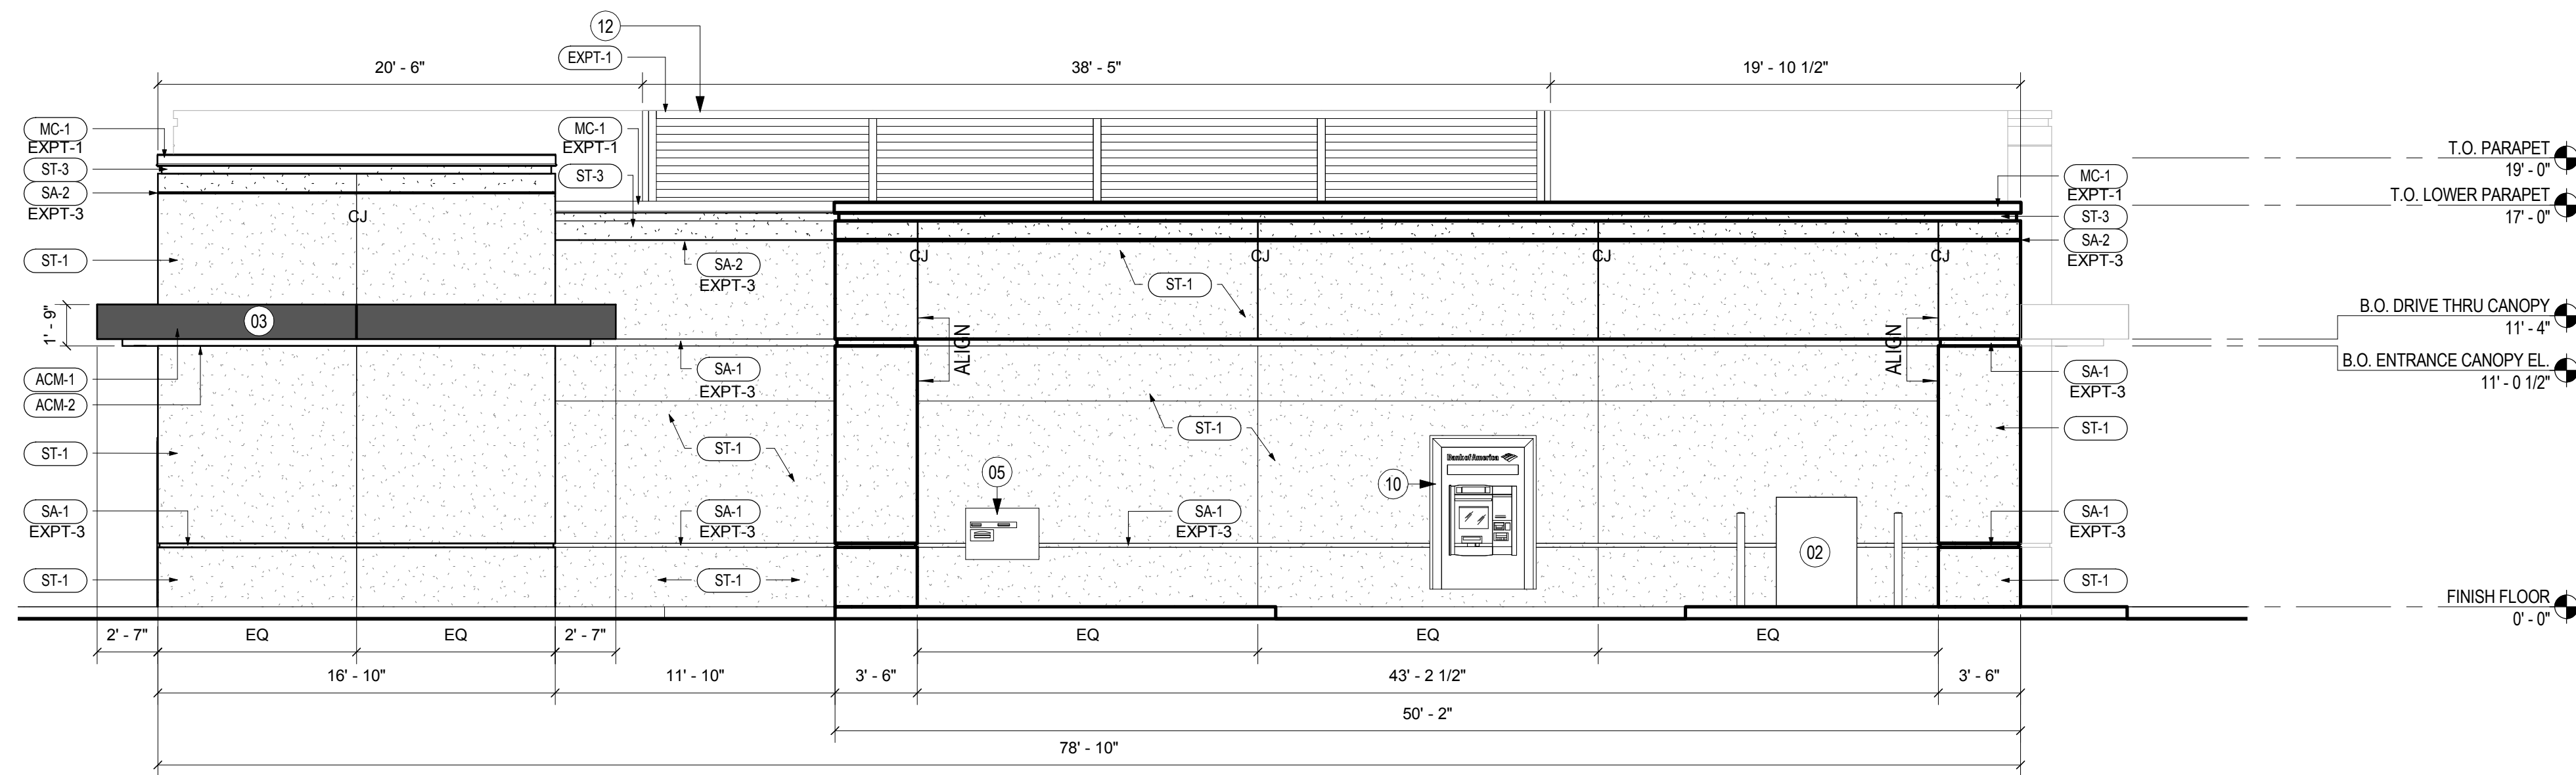 12
EXPT-1
20' - 6"
38' - 5"
19' - 10 1/2"
MC-1
EXPT-1
ST-3
SA-2
EXPT-3
CJ
ST-1
1' - 9"
03
ACM-1
ACM-2
ST-1
SA-1
EXPT-3
ST-1
MC-1
EXPT-1
ST-3
SA-2
EXPT-3
SA-1
EXPT-3
ST-1
SA-1
EXPT-3
ST-1
CJ
CJ
CJ
CJ
ST-1
ALIGN
ALIGN
ST-1
05
SA-1
EXPT-3
10
Bank of America
02
MC-1
EXPT-1
ST-3
SA-2
EXPT-3
SA-1
EXPT-3
ST-1
SA-1
EXPT-3
ST-1
T.O. PARAPET
19' - 0"
T.O. LOWER PARAPET
17' - 0"
B.O. DRIVE THRU CANOPY
11' - 4"
B.O. ENTRANCE CANOPY EL.
11' - 0 1/2"
FINISH FLOOR
0' - 0"
2' - 7"
EQ
EQ
2' - 7"
EQ
EQ
EQ
16' - 10"
11' - 10"
3' - 6"
43' - 2 1/2"
3' - 6"
50' - 2"
78' - 10"